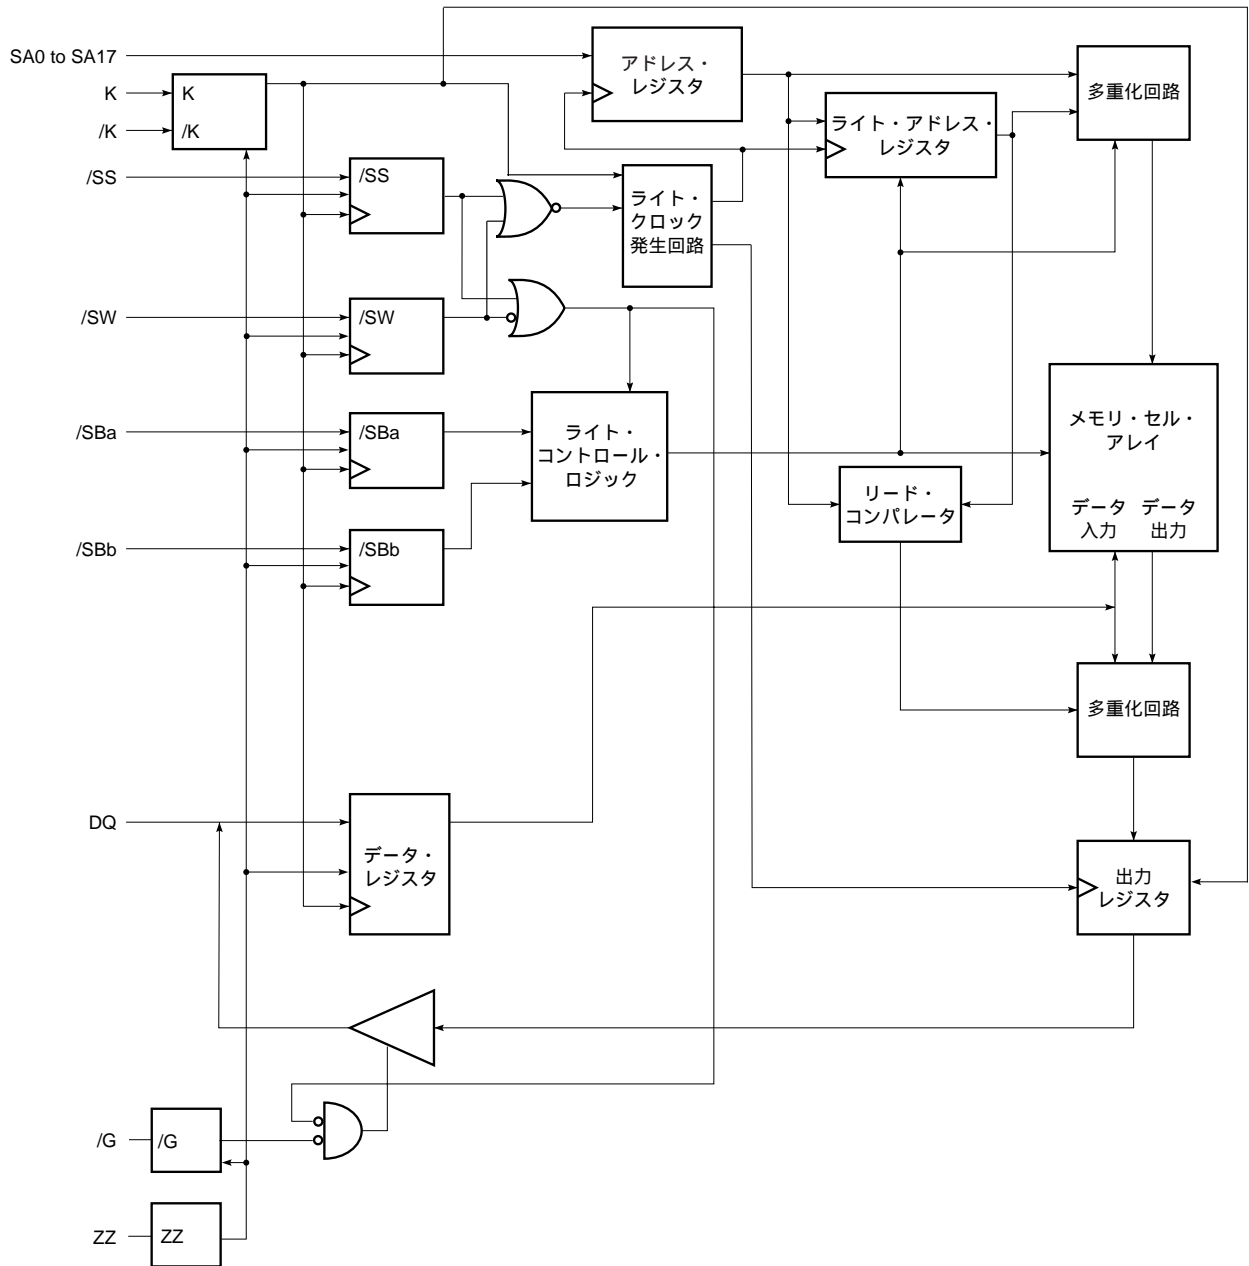 SA0 to SA17
アドレス・
レジスタ
K
K
/K
/K
多重化回路
ライト・アドレス・
レジスタ
/SS
/SS
ライト・
クロック
発生回路
/SW
/SW
/SBa
/SBa
ライト・
コントロール・
ロジック
メモリ・セル・
アレイ
リード・
コンパレータ
データ
入力
データ
出力
/SBb
/SBb
多重化回路
DQ
データ・
レジスタ
出力
レジスタ
/G
/G
ZZ
ZZ